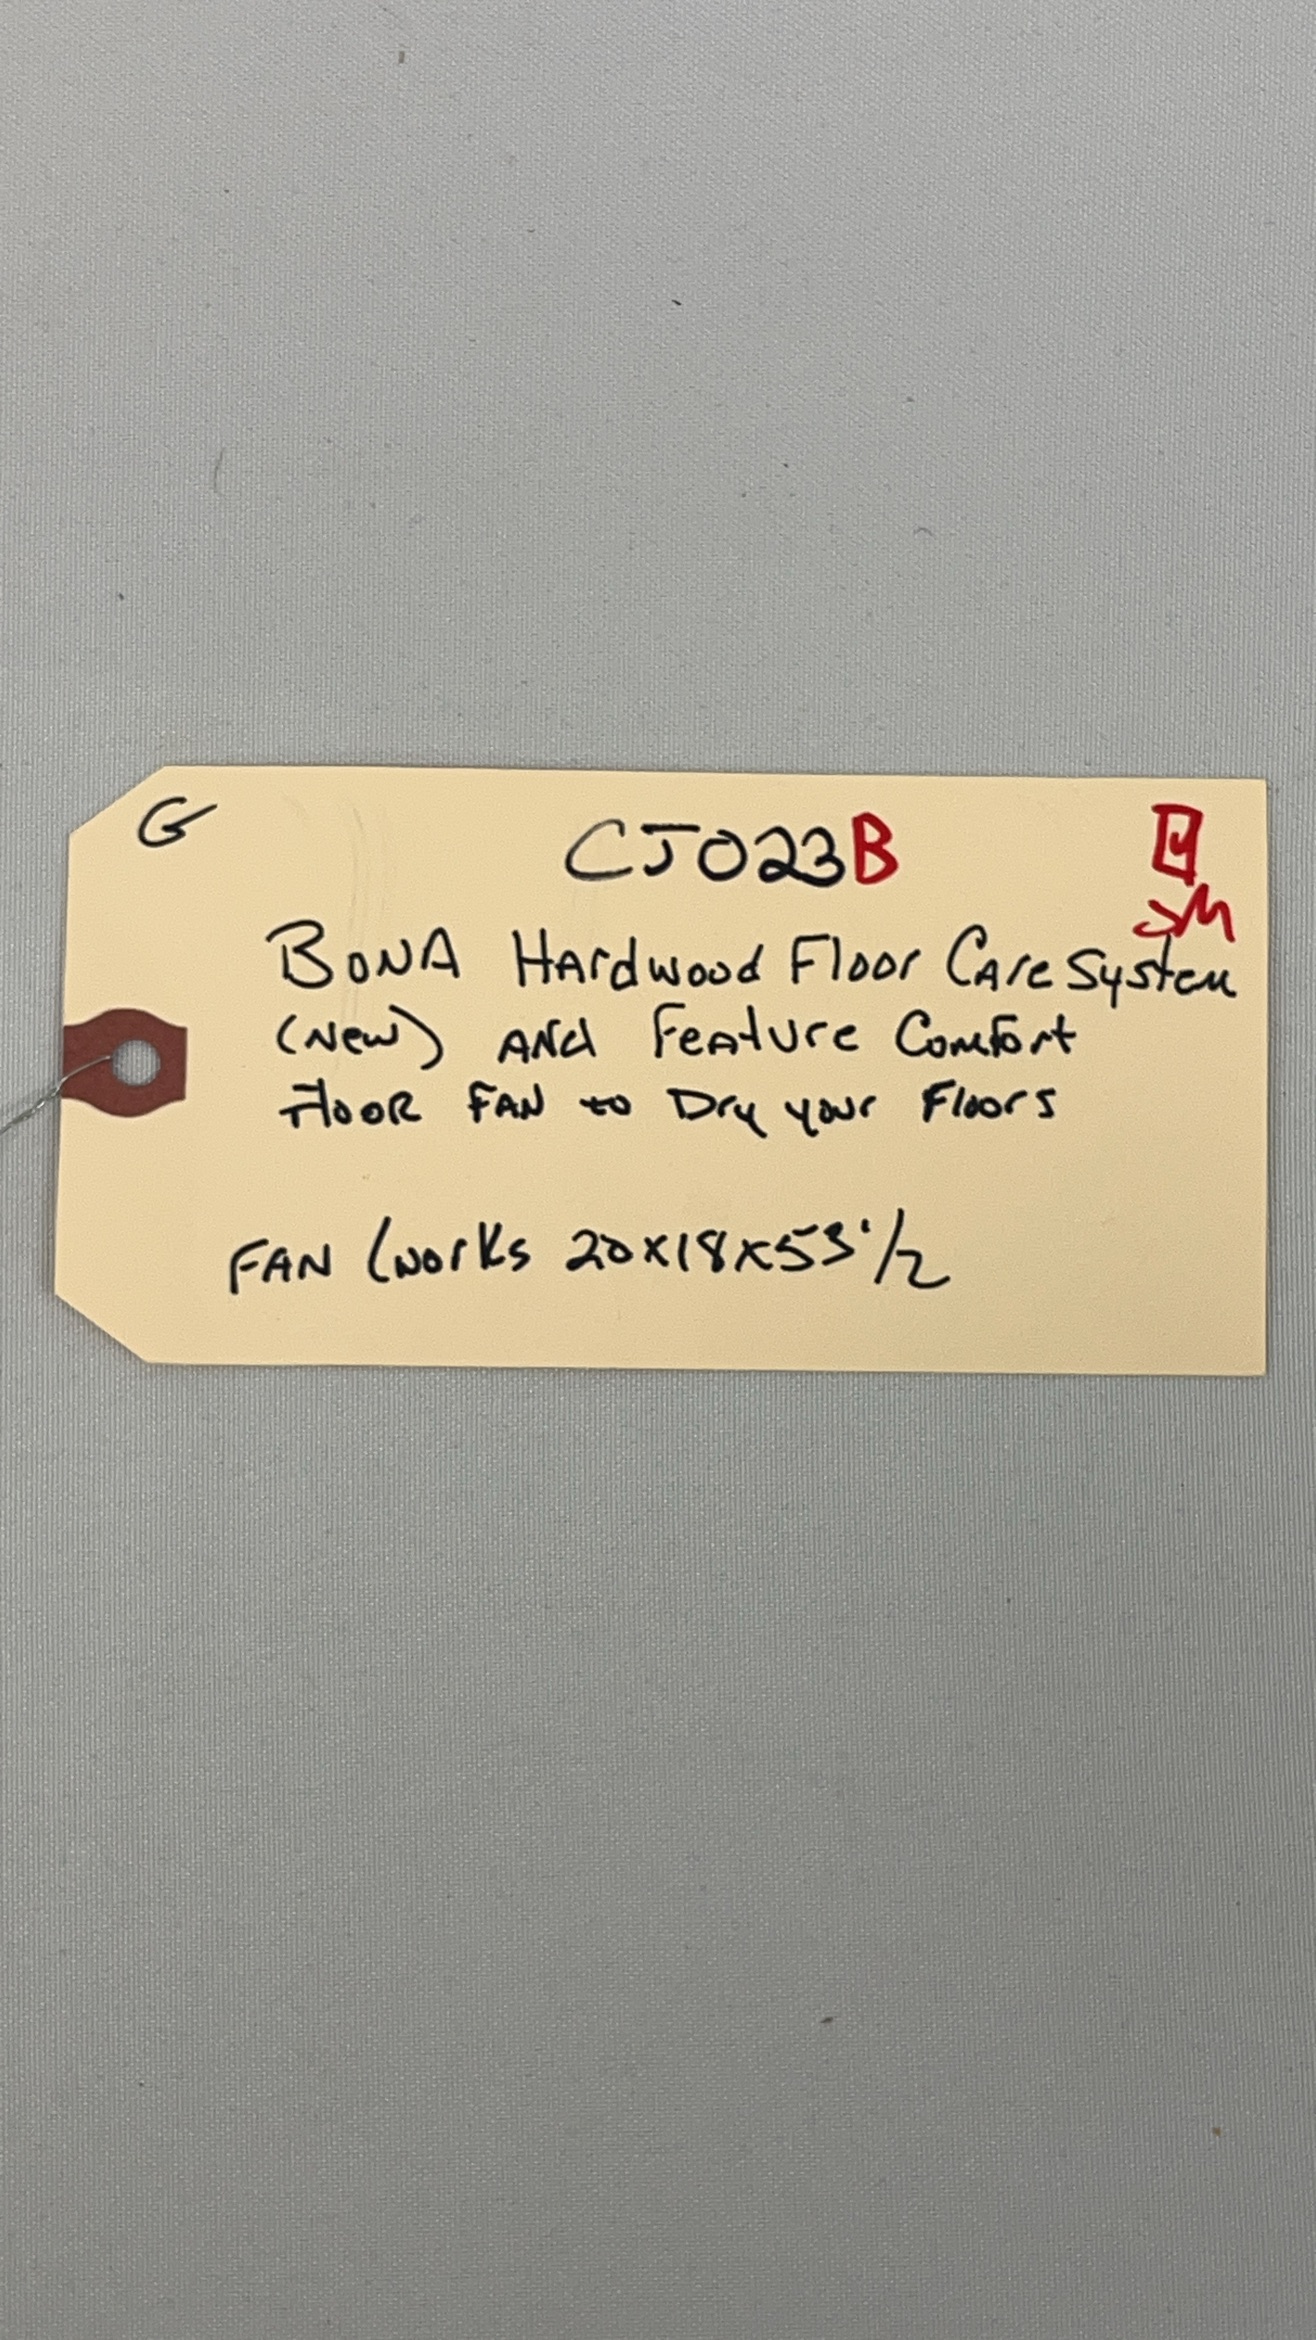 G
CJ023B
JM
BONA Hardwood Floor Care System
(New) and Feature Comfort
Floor Fan to Dry your Floors
FAN Works 20x18x53 1/2